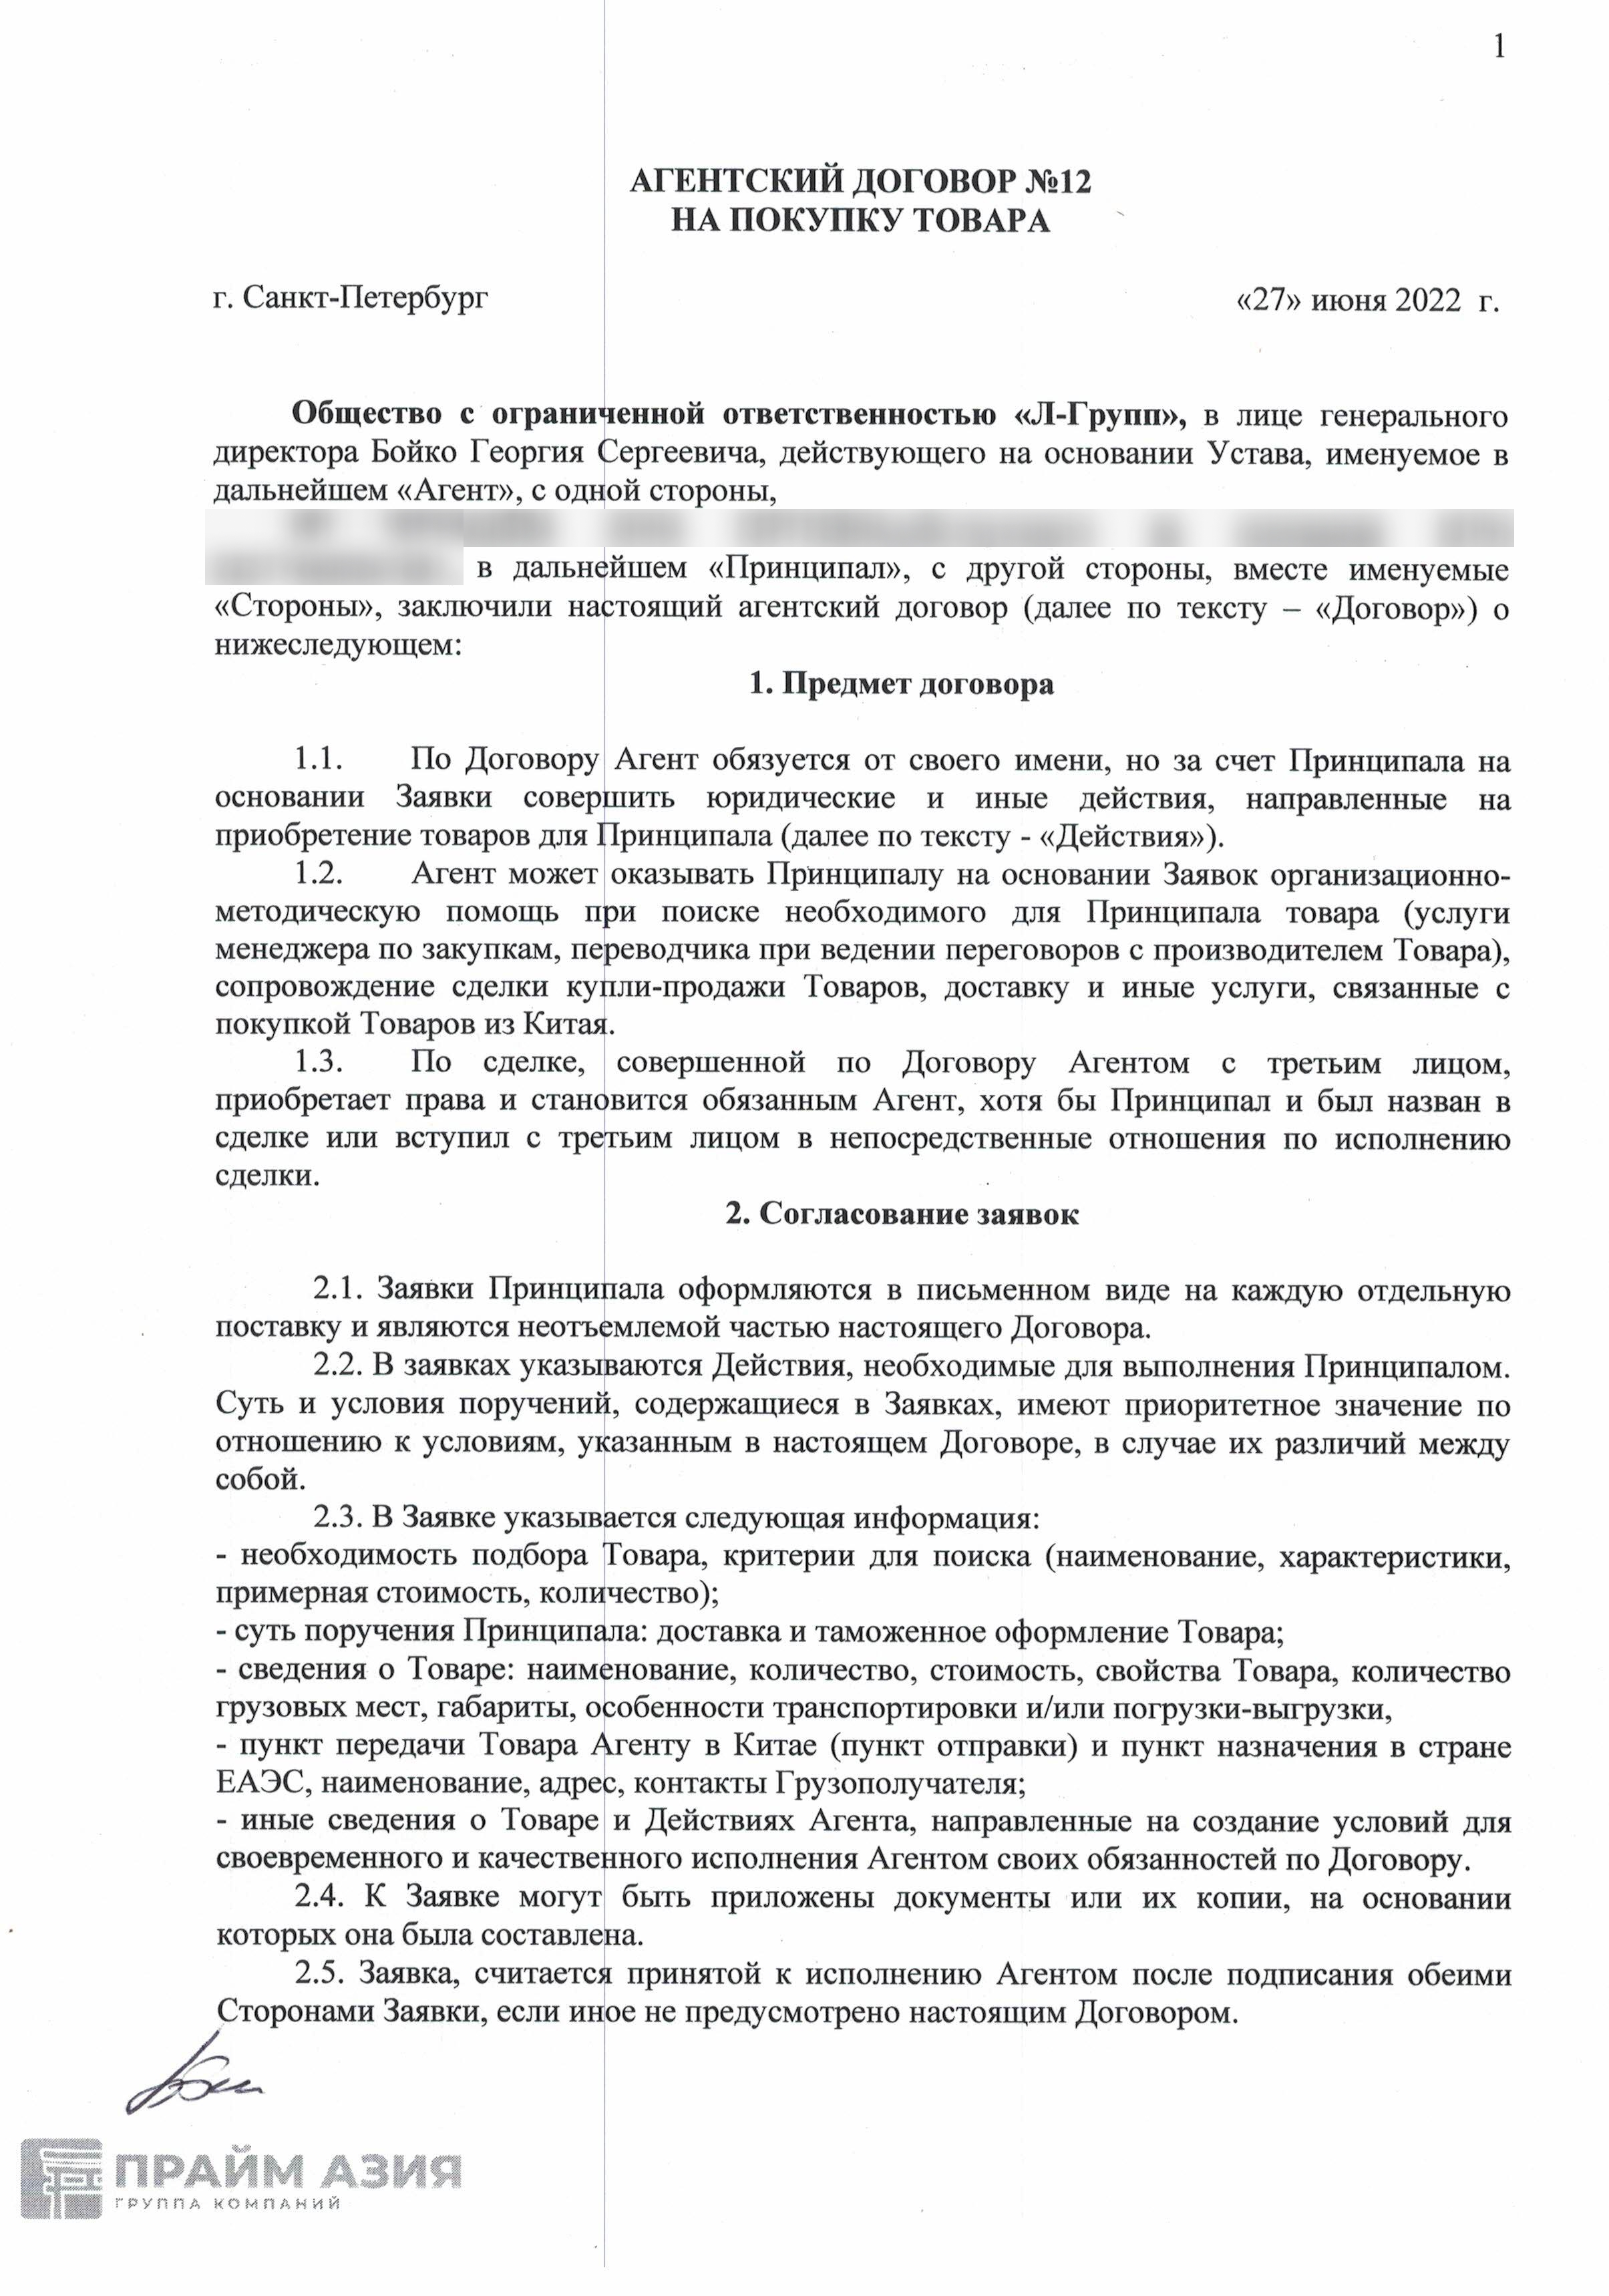 1
АГЕНТСКИЙ ДОГОВОР №12
НА ПОКУПКУ ТОВАРА
г. Санкт-Петербург «27» июня 2022 г.
Общество с ограниченной ответственностью «Л-Групп», в лице генерального
директора Бойко Георгия Сергеевича, действующего на основании Устава, именуемое в
дальнейшем «Агент», с одной стороны,
в дальнейшем «Принципал», с другой стороны, вместе именуемые
«Стороны», заключили настоящий агентский договор (далее по тексту – «Договор») о
нижеследующем:
1. Предмет договора
1.1. По Договору Агент обязуется от своего имени, но за счет Принципала на
основании Заявки совершить юридические и иные действия, направленные на
приобретение товаров для Принципала (далее по тексту - «Действия»).
1.2. Агент может оказывать Принципалу на основании Заявок организационно-
методическую помощь при поиске необходимого для Принципала товара (услуги
менеджера по закупкам, переводчика при ведении переговоров с производителем Товара),
сопровождение сделки купли-продажи Товаров, доставку и иные услуги, связанные с
покупкой Товаров из Китая.
1.3. По сделке, совершенной по Договору Агентом с третьим лицом,
приобретает права и становится обязанным Агент, хотя бы Принципал и был назван в
сделке или вступил с третьим лицом в непосредственные отношения по исполнению
сделки.
2. Согласование заявок
2.1. Заявки Принципала оформляются в письменном виде на каждую отдельную
поставку и являются неотъемлемой частью настоящего Договора.
2.2. В заявках указываются Действия, необходимые для выполнения Принципалом.
Суть и условия поручений, содержащиеся в Заявках, имеют приоритетное значение по
отношению к условиям, указанным в настоящем Договоре, в случае их различий между
собой.
2.3. В Заявке указывается следующая информация:
- необходимость подбора Товара, критерии для поиска (наименование, характеристики,
примерная стоимость, количество);
- суть поручения Принципала: доставка и таможенное оформление Товара;
- сведения о Товаре: наименование, количество, стоимость, свойства Товара, количество
грузовых мест, габариты, особенности транспортировки и/или погрузки-выгрузки,
- пункт передачи Товара Агенту в Китае (пункт отправки) и пункт назначения в стране
ЕАЭС, наименование, адрес, контакты Грузополучателя;
- иные сведения о Товаре и Действиях Агента, направленные на создание условий для
своевременного и качественного исполнения Агентом своих обязанностей по Договору.
2.4. К Заявке могут быть приложены документы или их копии, на основании
которых она была составлена.
2.5. Заявка, считается принятой к исполнению Агентом после подписания обеими
Сторонами Заявки, если иное не предусмотрено настоящим Договором.
ПРАЙМ АЗИЯ
ГРУППА КОМПАНИЙ